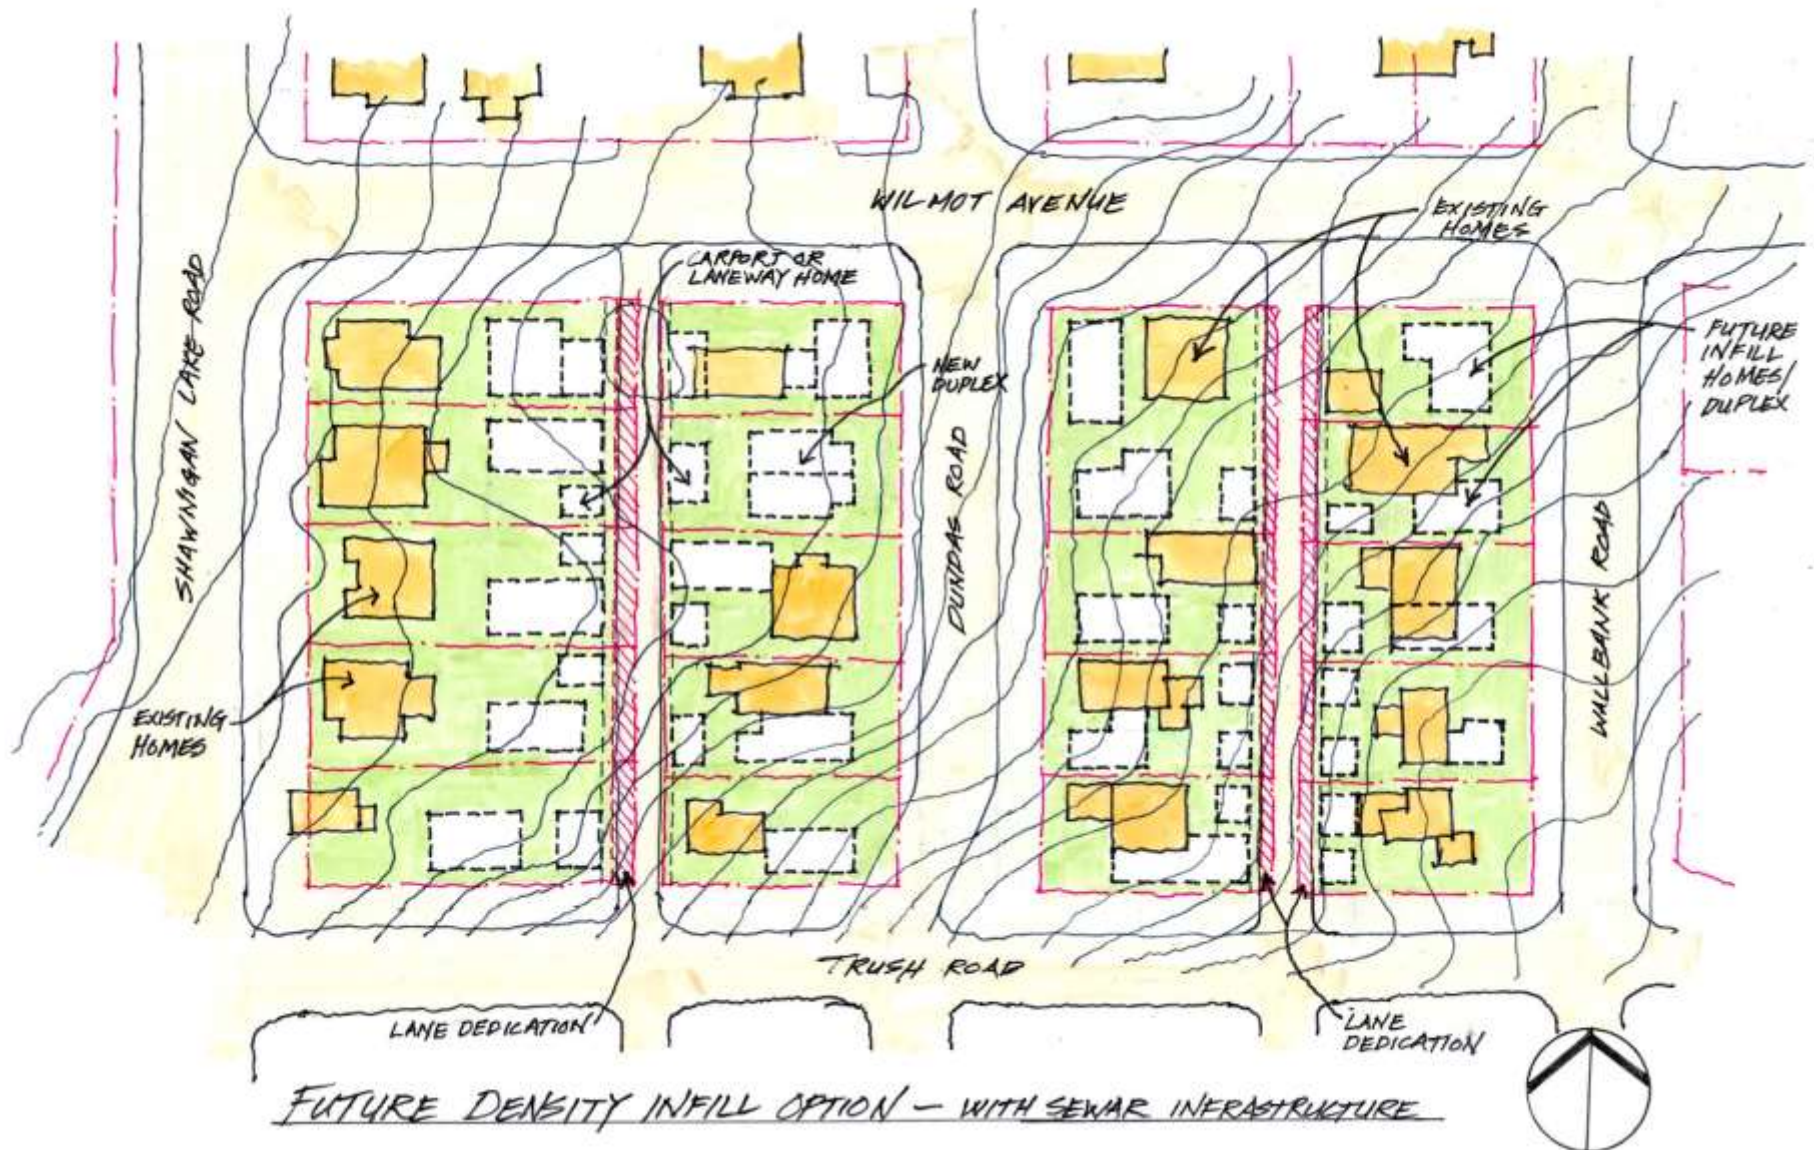 WILMOT AVENUE
EXISTING
HOMES
CARPORT OR
LANEWAY HOME
SHAWNIGAN LAKE ROAD
NEW
DUPLEX
FUTURE
INFILL
HOMES/
DUPLEX
DUNDAS ROAD
WALLBANK ROAD
EXISTING
HOMES
TRUSH ROAD
LANE DEDICATION
LANE
DEDICATION
FUTURE DENSITY INFILL OPTION - WITH SEWAR INFRASTRUCTURE